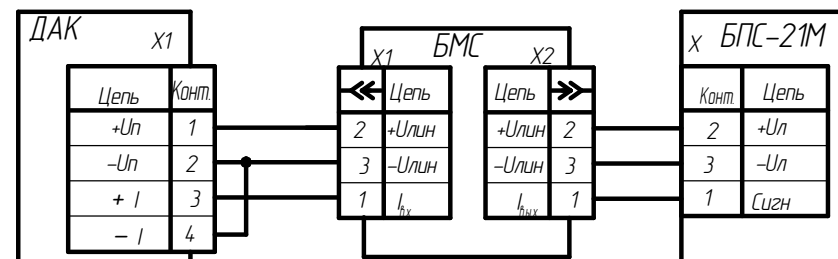 ДАК X1
Цепь Конт.
+Uп 1
-Uп 2
+ I 3
- I 4
БМС
X1 X2
Цепь Цепь
2 +Uлин +Uлин 2
3 -Uлин -Uлин 3
1 Iвх Iвых 1
X БПС-21М
Конт. Цепь
2 +Uл
3 -Uл
1 Сигн